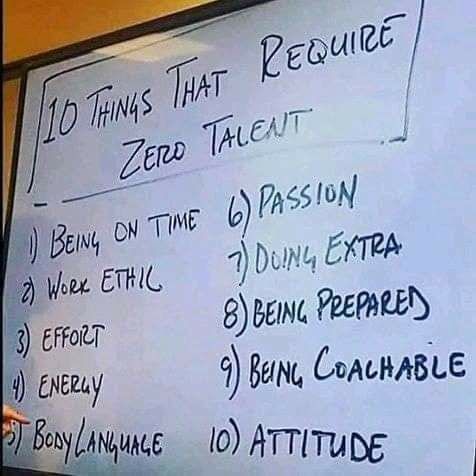 10 THINGS THAT REQUIRE
ZERO TALENT
1) BEING ON TIME
2) WORK ETHIC
3) EFFORT
4) ENERGY
5) BODY LANGUAGE
6) PASSION
7) DOING EXTRA
8) BEING PREPARED
9) BEING COACHABLE
10) ATTITUDE